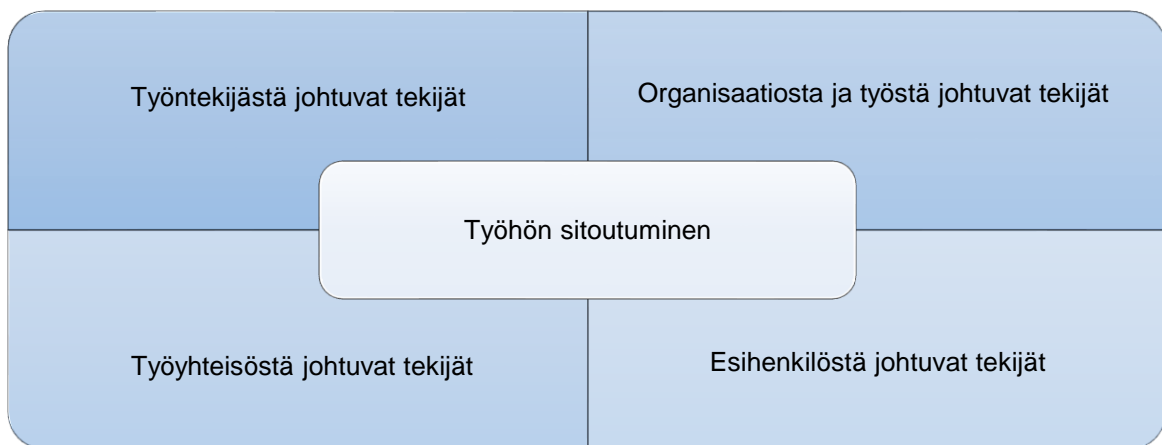 Työntekijästä johtuvat tekijät
Organisaatiosta ja työstä johtuvat tekijät
Työhön sitoutuminen
Työyhteisöstä johtuvat tekijät
Esihenkilöstä johtuvat tekijät